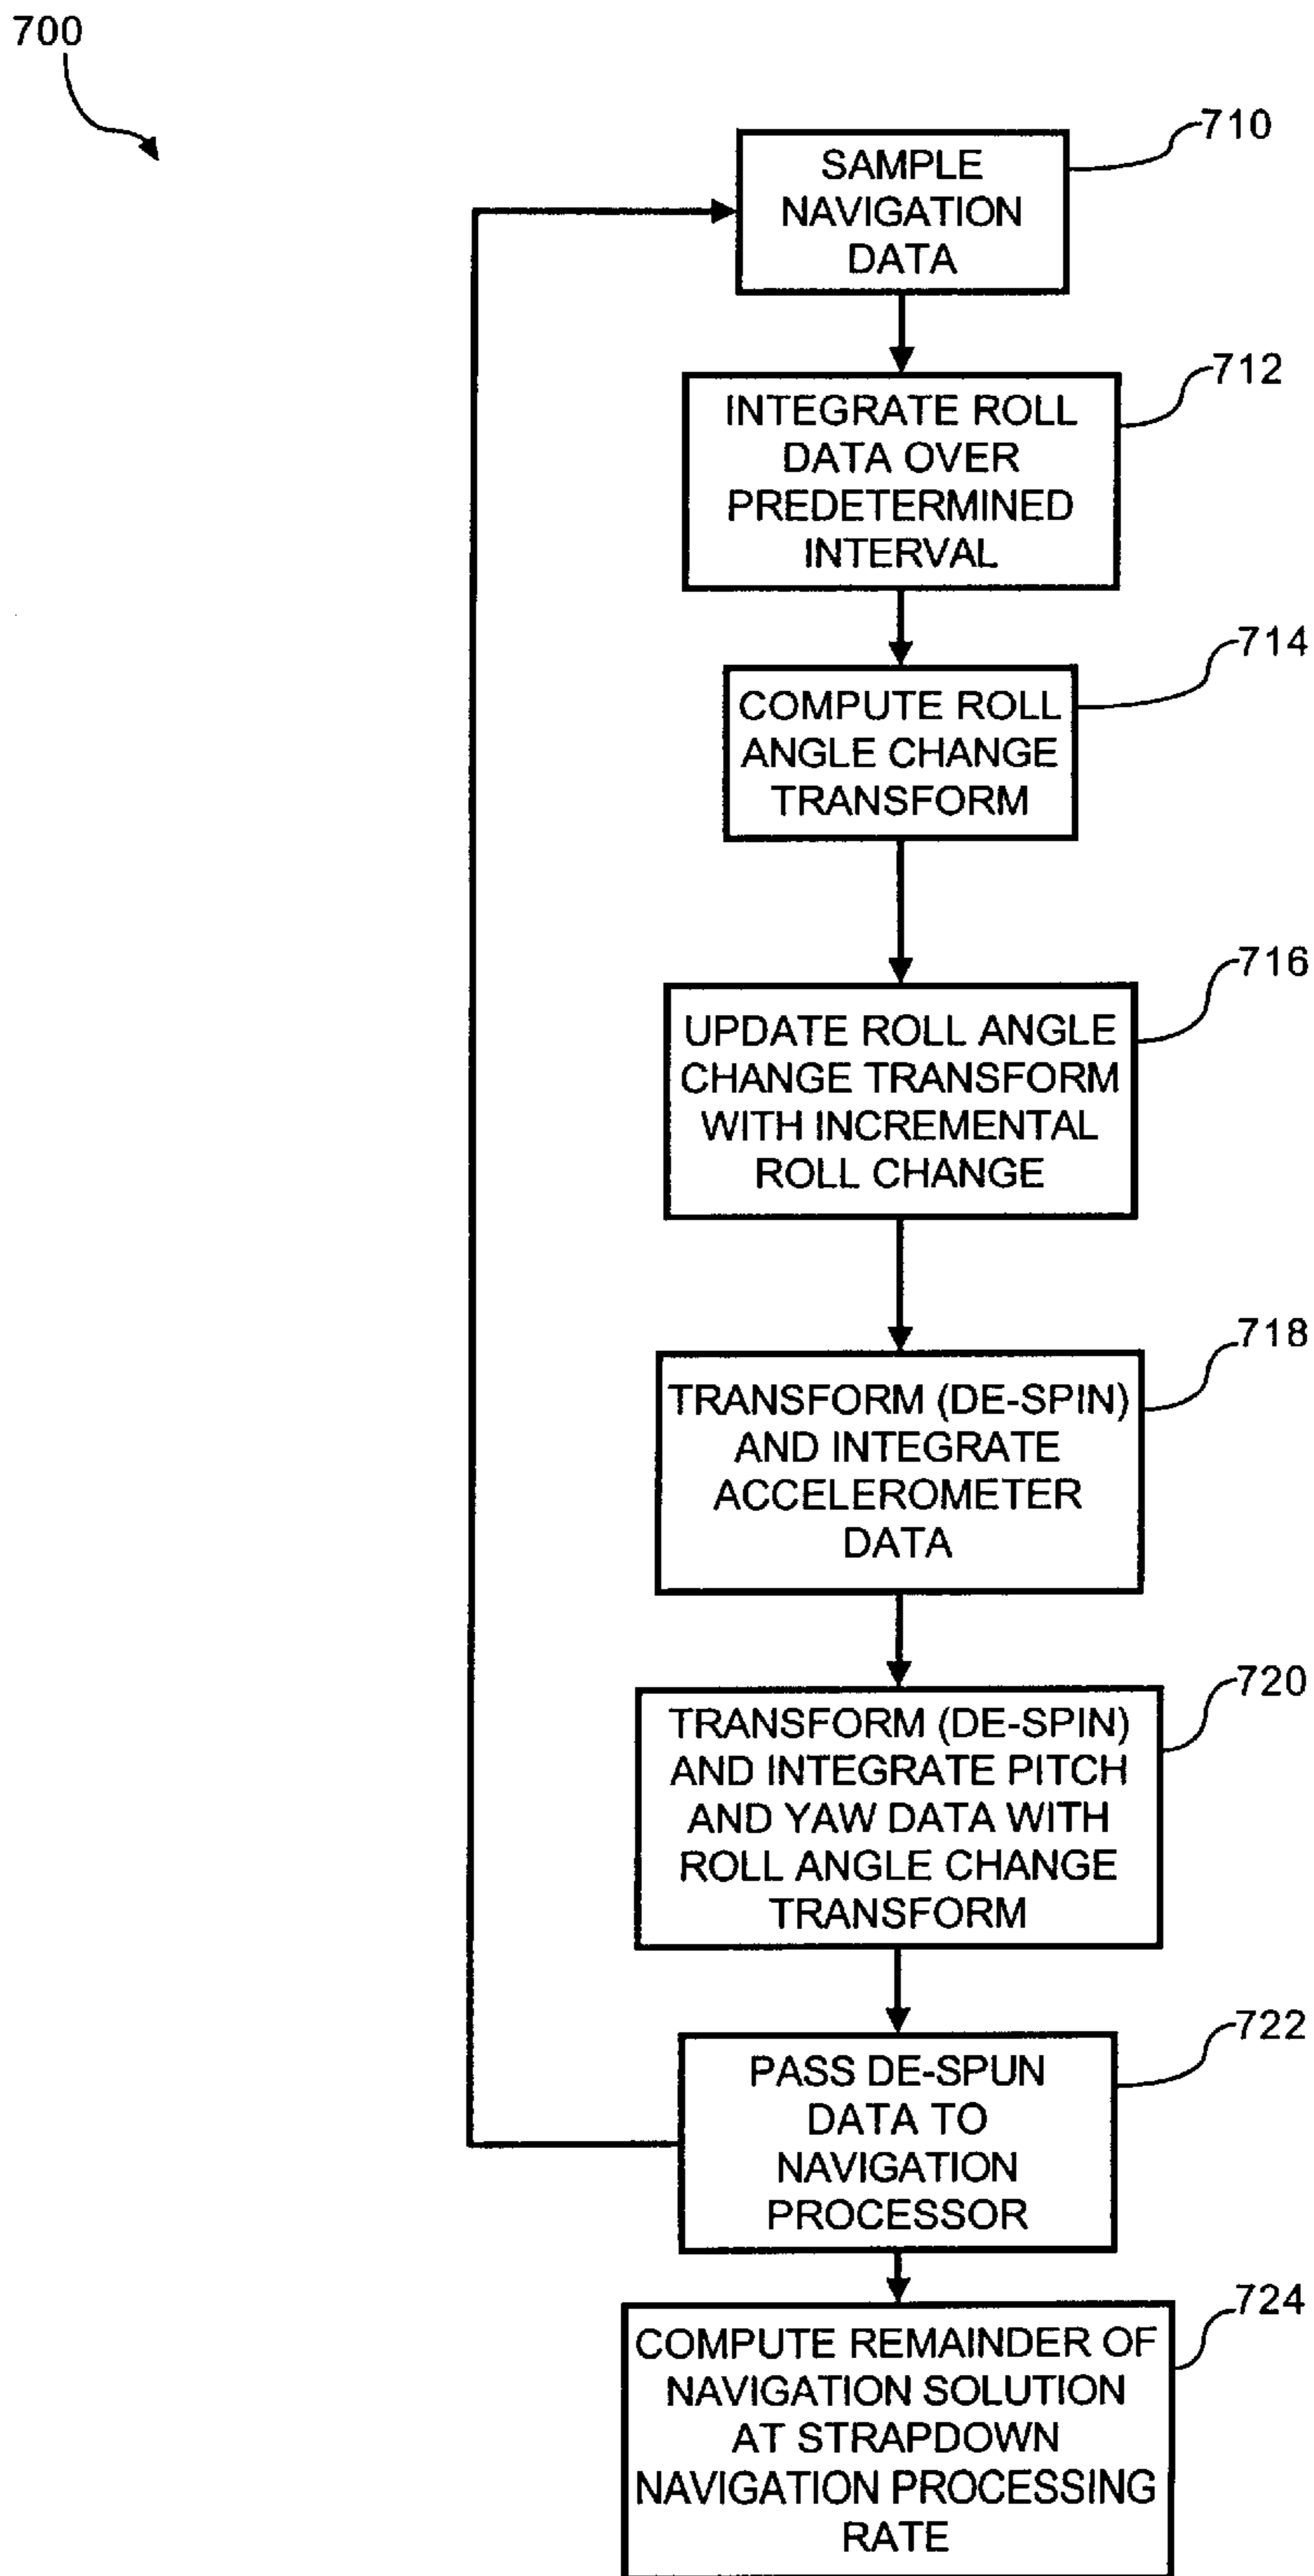 700
710
SAMPLE
NAVIGATION
DATA
712
INTEGRATE ROLL
DATA OVER
PREDETERMINED
INTERVAL
714
COMPUTE ROLL
ANGLE CHANGE
TRANSFORM
716
UPDATE ROLL ANGLE
CHANGE TRANSFORM
WITH INCREMENTAL
ROLL CHANGE
718
TRANSFORM (DE-SPIN)
AND INTEGRATE
ACCELEROMETER
DATA
720
TRANSFORM (DE-SPIN)
AND INTEGRATE PITCH
AND YAW DATA WITH
ROLL ANGLE CHANGE
TRANSFORM
722
PASS DE-SPUN
DATA TO
NAVIGATION
PROCESSOR
724
COMPUTE REMAINDER OF
NAVIGATION SOLUTION
AT STRAPDOWN
NAVIGATION PROCESSING
RATE